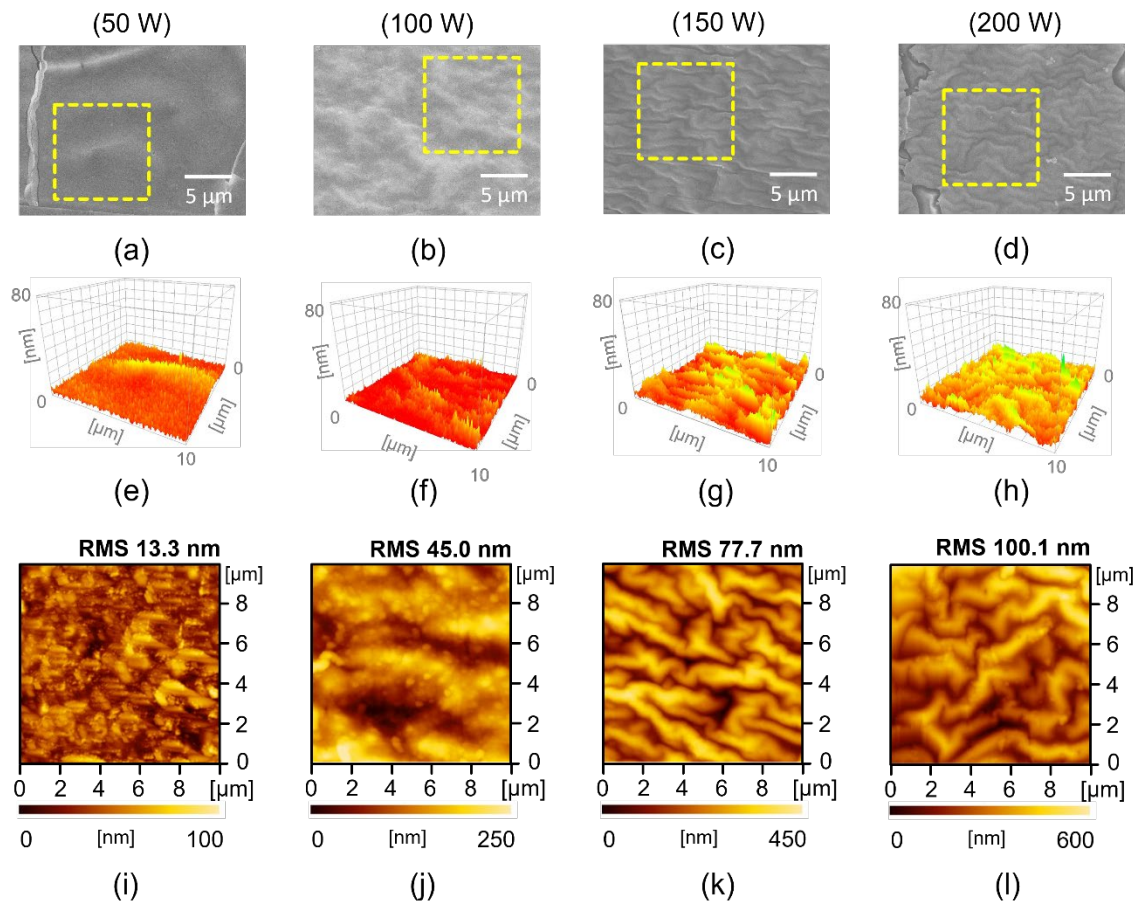 (50 W) (100 W) (150 W) (200 W)
5 µm 5 µm 5 µm 5 µm
(a) (b) (c) (d)
80 80 80 80
[nm] [nm] [nm] [nm]
0 0 0 0
0 0 0 0
[µm] [µm] [µm] [µm] [µm] [µm] [µm] [µm]
10 10 10 10
(e) (f) (g) (h)
RMS 13.3 nm RMS 45.0 nm RMS 77.7 nm RMS 100.1 nm
[µm] [µm] [µm] [µm]
8 8 8 8
6 6 6 6
4 4 4 4
2 2 2 2
0 0 0 0
0 2 4 6 8 [µm] 0 2 4 6 8 [µm] 0 2 4 6 8 [µm] 0 2 4 6 8 [µm]
0 [nm] 100 0 [nm] 250 0 [nm] 450 0 [nm] 600
(i) (j) (k) (l)